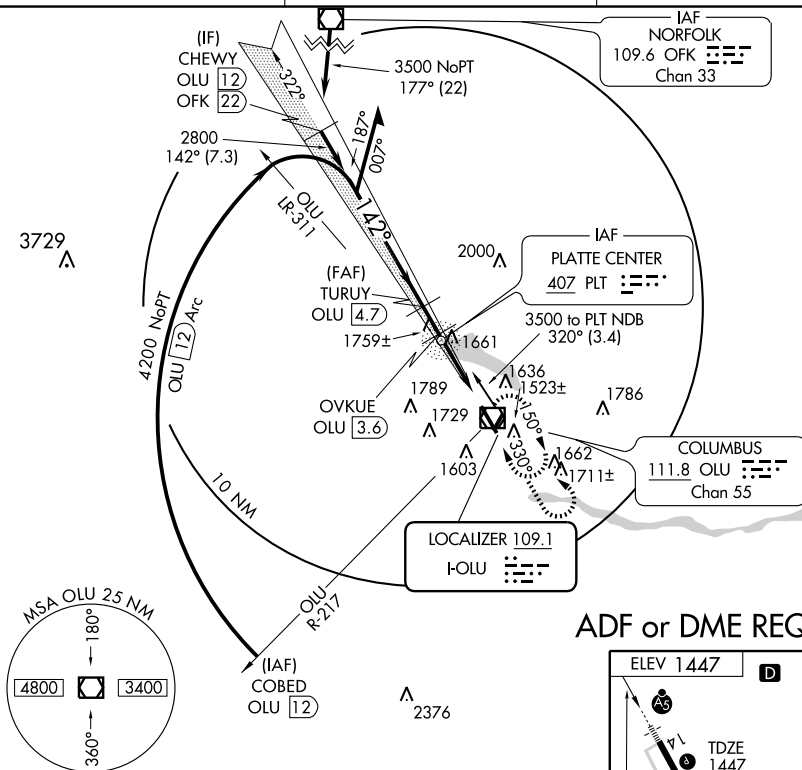 IAF
NORFOLK
109.6 OFK
Chan 33
(IF)
CHEWY
OLU 12
OFK 22
3500 NoPT
177° (22)
322°
2800
142° (7.3)
187°
007°
OLU
LR-311
142°
3729
2000
IAF
PLATTE CENTER
407 PLT
(FAF)
TURUY
OLU 4.7
3500 to PLT NDB
320° (3.4)
1759±
1661
4200 NoPT
OLU 12 Arc
1636
1523±
1789
1786
OVKUE
OLU 3.6
1729
150°
330°
1603
1662
1711±
COLUMBUS
111.8 OLU
Chan 55
10 NM
LOCALIZER 109.1
I-OLU
OLU
R-217
MSA OLU 25 NM
180°
4800
3400
360°
(IAF)
COBED
OLU 12
2376
ADF or DME REQ
ELEV 1447
D
A5
14
TDZE
1447